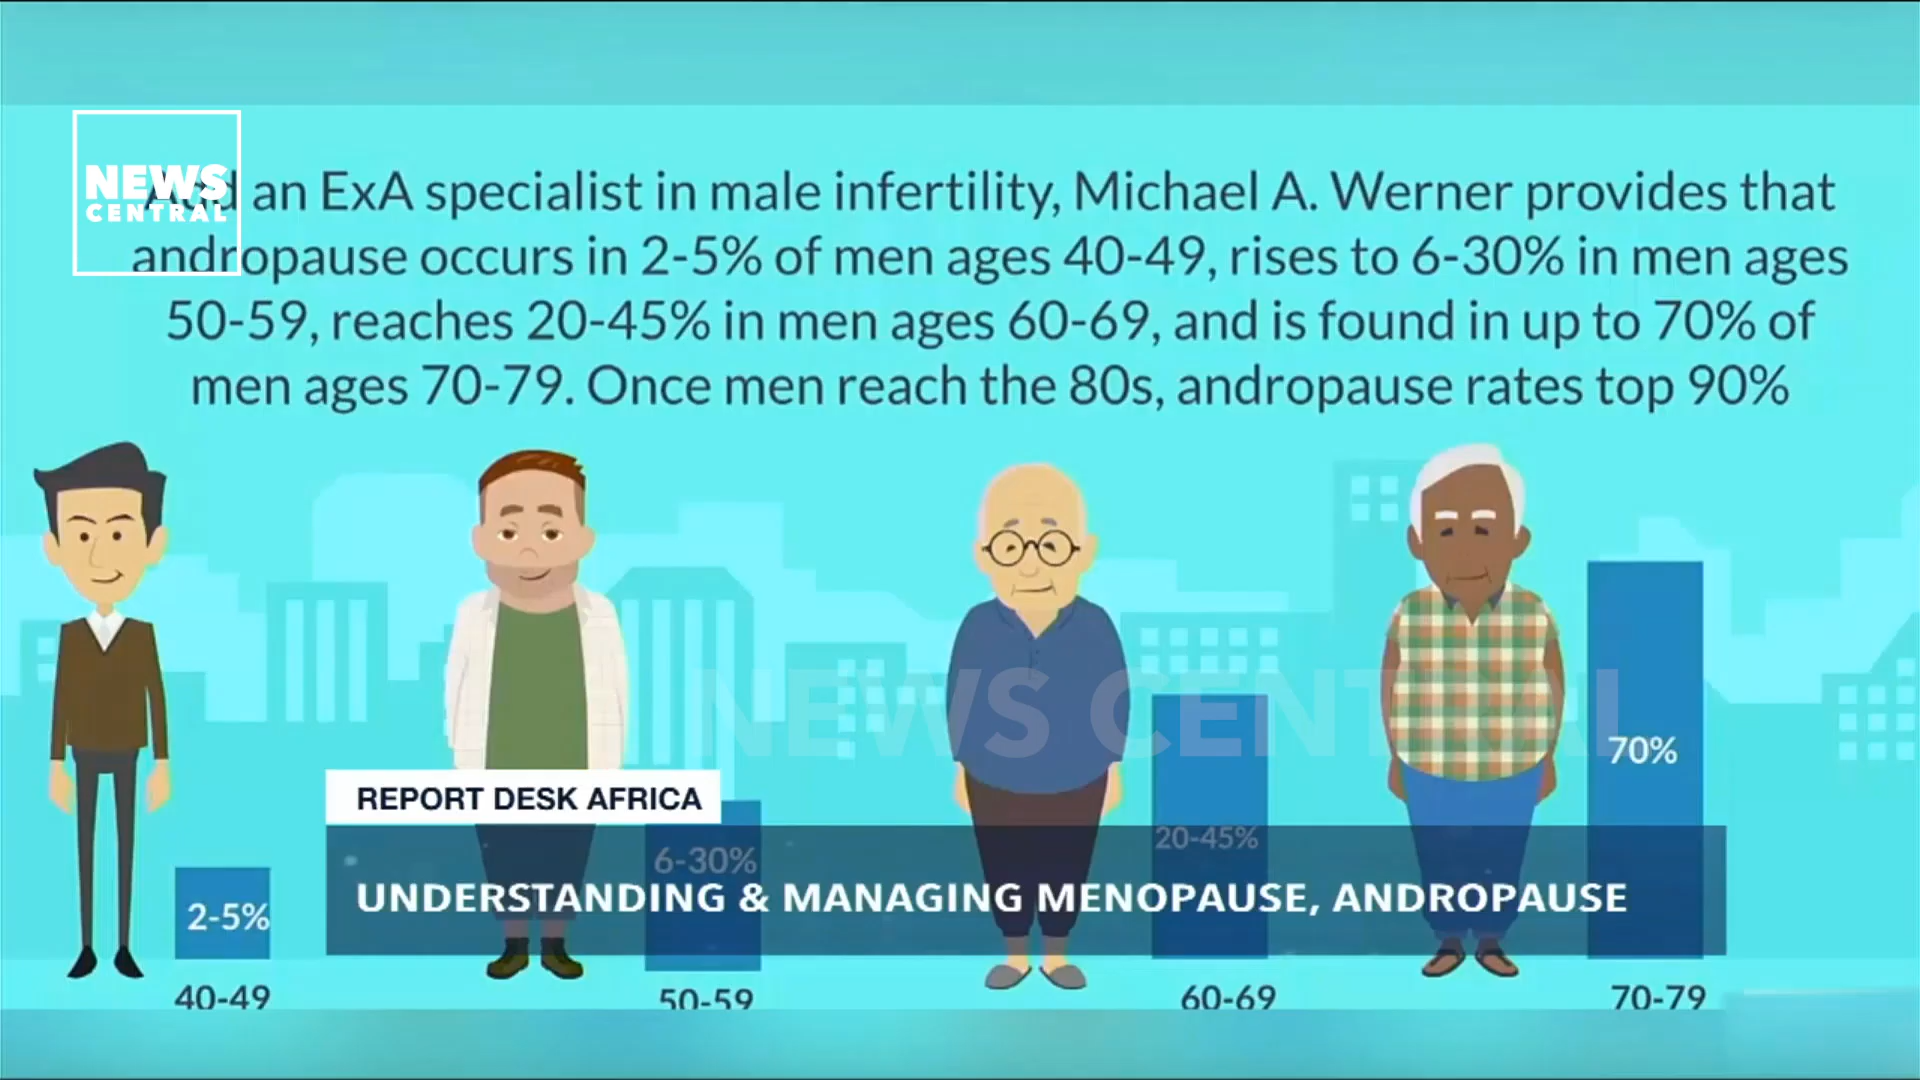 NEWS
CENTRAL
an ExA specialist in male infertility, Michael A. Werner provides that
andropause occurs in 2-5% of men ages 40-49, rises to 6-30% in men ages
50-59, reaches 20-45% in men ages 60-69, and is found in up to 70% of
men ages 70-79. Once men reach the 80s, andropause rates top 90%
NEWS CENTRAL
70%
REPORT DESK AFRICA
20-45%
6-30%
UNDERSTANDING & MANAGING MENOPAUSE, ANDROPAUSE
2-5%
40-49
50-59
60-69
70-79